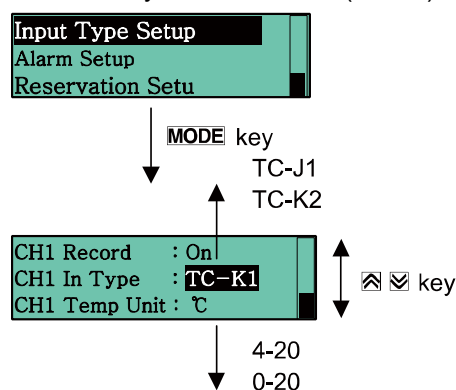 Input Type Setup
Alarm Setup
Reservation Setu
MODE key
TC-J1
TC-K2
CH1 Record : On
CH1 In Type : TC-K1
CH1 Temp Unit : ℃
key
4-20
0-20